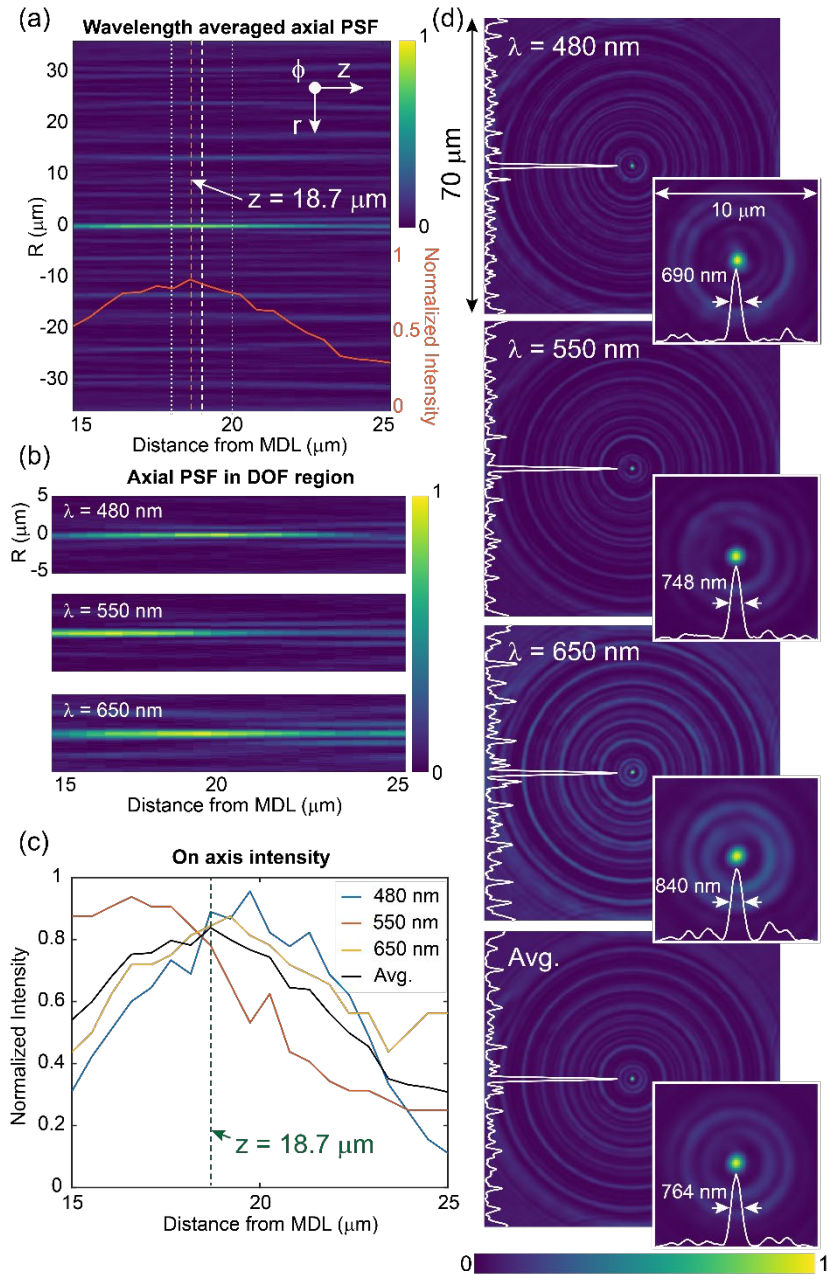 (a)
Wavelength averaged axial PSF
30
20
10
0
-10
-20
-30
R (μm)
ϕ
z
r
z = 18.7 μm
1
0
1
0.5
0
Normalized Intensity
15
20
25
Distance from MDL (μm)
(b)
Axial PSF in DOF region
5
0
-5
R (μm)
λ = 480 nm
λ = 550 nm
λ = 650 nm
1
0
15
20
25
Distance from MDL (μm)
(c)
On axis intensity
1
0.8
0.6
0.4
0.2
0
Normalized Intensity
480 nm
550 nm
650 nm
Avg.
z = 18.7 μm
15
20
25
Distance from MDL (μm)
(d)
70 μm
λ = 480 nm
10 μm
690 nm
λ = 550 nm
748 nm
λ = 650 nm
840 nm
Avg.
764 nm
0
1